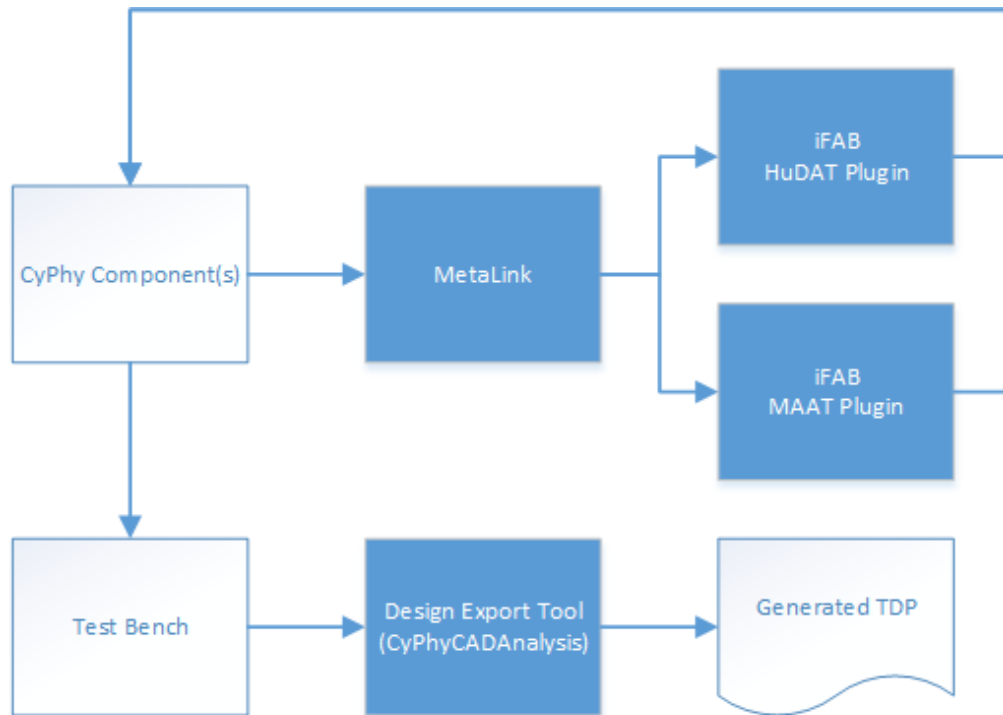 iFAB
HuDAT Plugin
CyPhy Component(s)
MetaLink
iFAB
MAAT Plugin
Test Bench
Design Export Tool
(CyPhyCADAnalysis)
Generated TDP